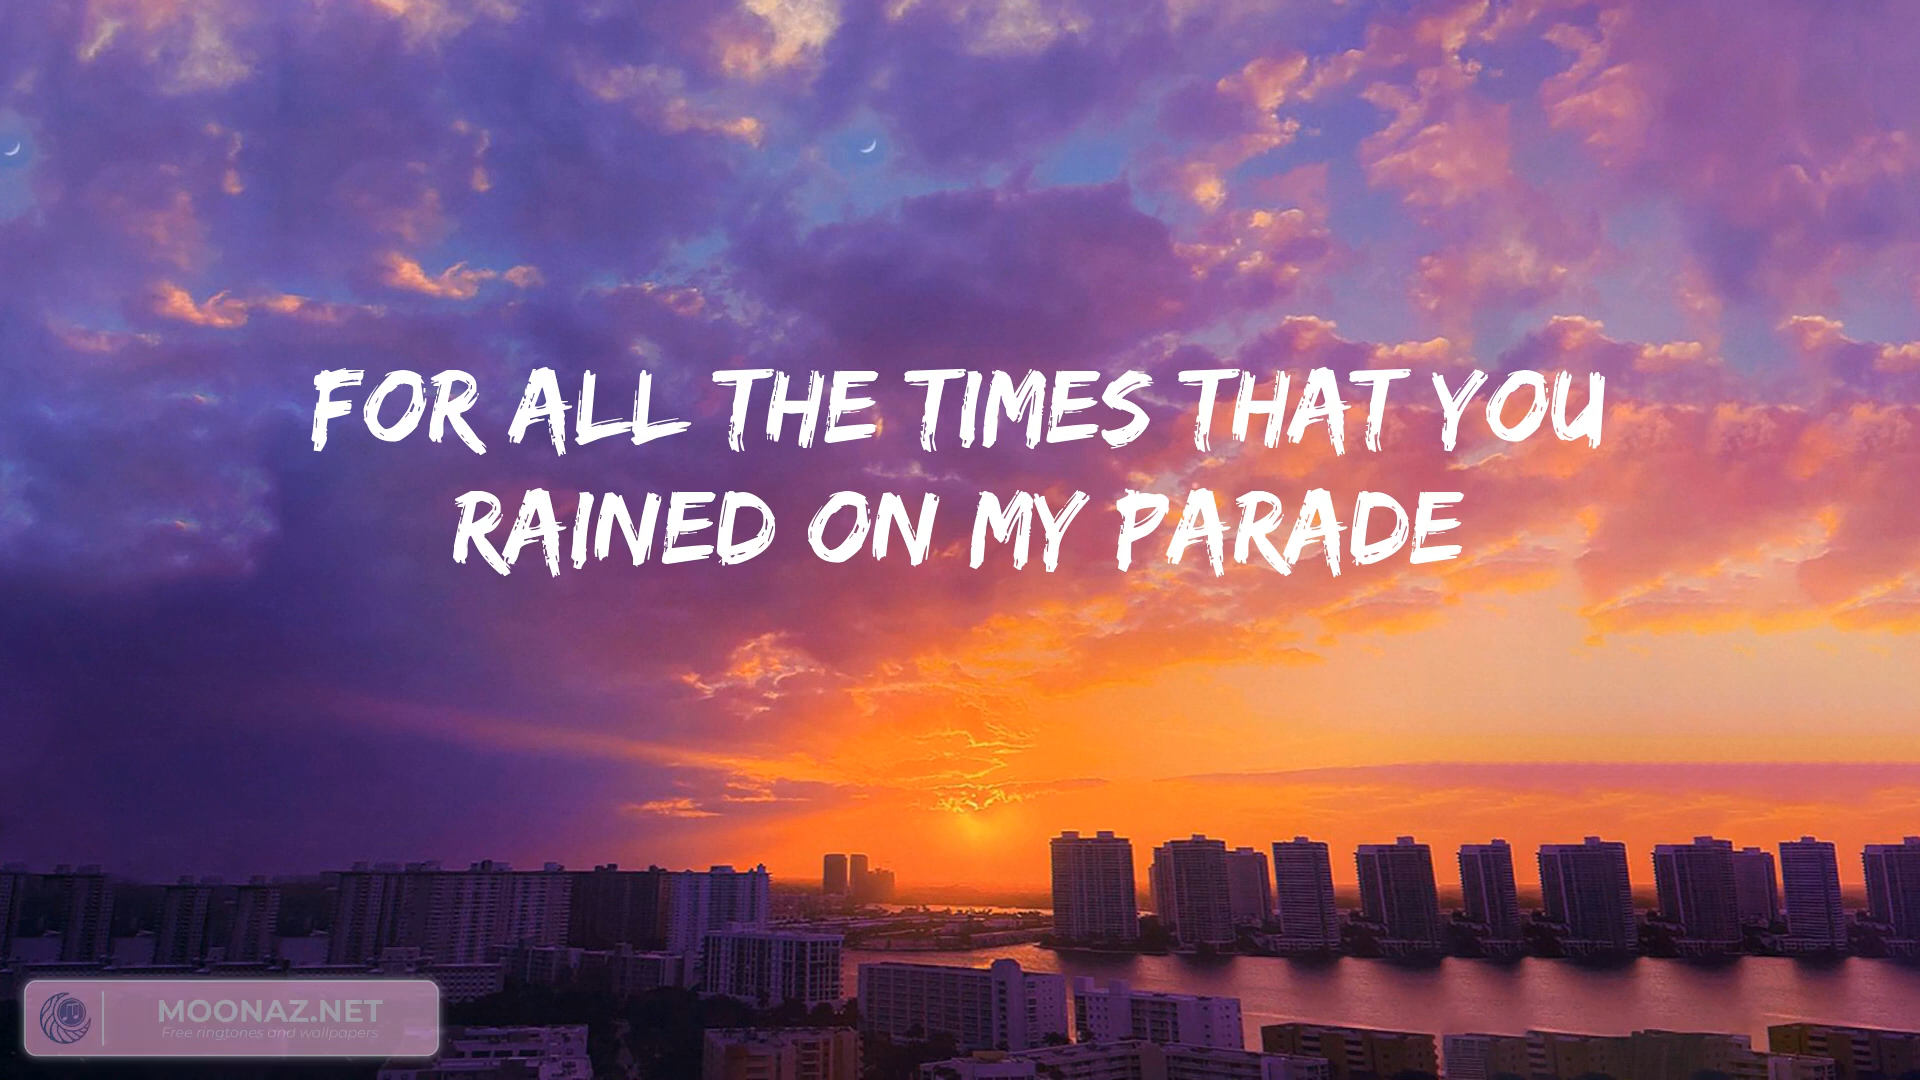 FOR ALL THE TIMES THAT YOU
RAINED ON MY PARADE
MOONAZ.NET
Free ringtones and wallpapers